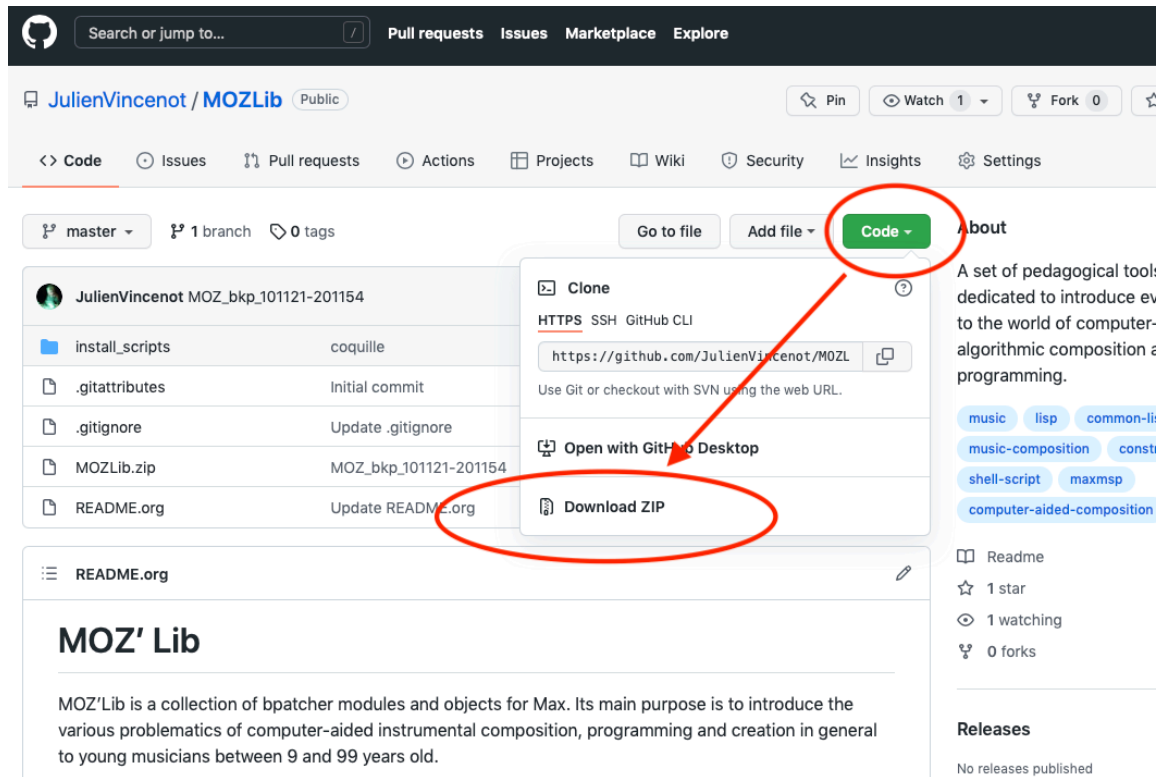 Search or jump to... /
Pull requests Issues Marketplace Explore
JulienVincenot / MOZLib Public
Pin Watch 1 Fork 0
Code Issues Pull requests Actions Projects Wiki Security Insights Settings
master 1 branch 0 tags
Go to file Add file Code
JulienVincenot MOZ_bkp_101121-201154
install_scripts coquille
.gitattributes Initial commit
.gitignore Update .gitignore
MOZLib.zip MOZ_bkp_101121-201154
README.org Update README.org
Clone
HTTPS SSH GitHub CLI
https://github.com/JulienVincenot/MOZL
Use Git or checkout with SVN using the web URL.
Open with GitHub Desktop
Download ZIP
README.org
MOZ' Lib
MOZ'Lib is a collection of bpatcher modules and objects for Max. Its main purpose is to introduce the
various problematics of computer-aided instrumental composition, programming and creation in general
to young musicians between 9 and 99 years old.
About
A set of pedagogical tools
dedicated to introduce ev
to the world of computer-
algorithmic composition a
programming.
music lisp common-lis
music-composition constr
shell-script maxmsp
computer-aided-composition
Readme
1 star
1 watching
0 forks
Releases
No releases published